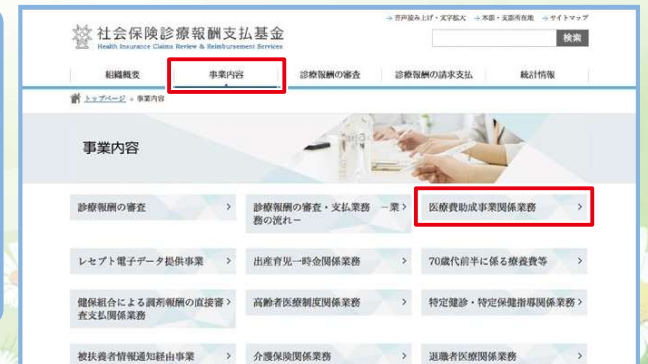 → 音声読み上げ・文字拡大 → 本部・支部所在地 → サイトマップ
社会保険診療報酬支払基金
Health Insurance Claims Review & Reimbursement Services
検索
組織概要 事業内容 診療報酬の審査 診療報酬の請求支払 統計情報
トップページ » 事業内容
事業内容
診療報酬の審査 > 診療報酬の審査・支払業務 －業 > 医療費助成事業関係業務 >
務の流れー
レセプト電子データ提供事業 > 出産育児一時金関係業務 > 70歳代前半に係る療養費等 >
健保組合による調剤報酬の直接審 > 高齢者医療制度関係業務 > 特定健診・特定保健指導関係業務 >
査支払関係業務
被扶養者情報通知経由事業 > 介護保険関係業務 > 退職者医療関係業務 >